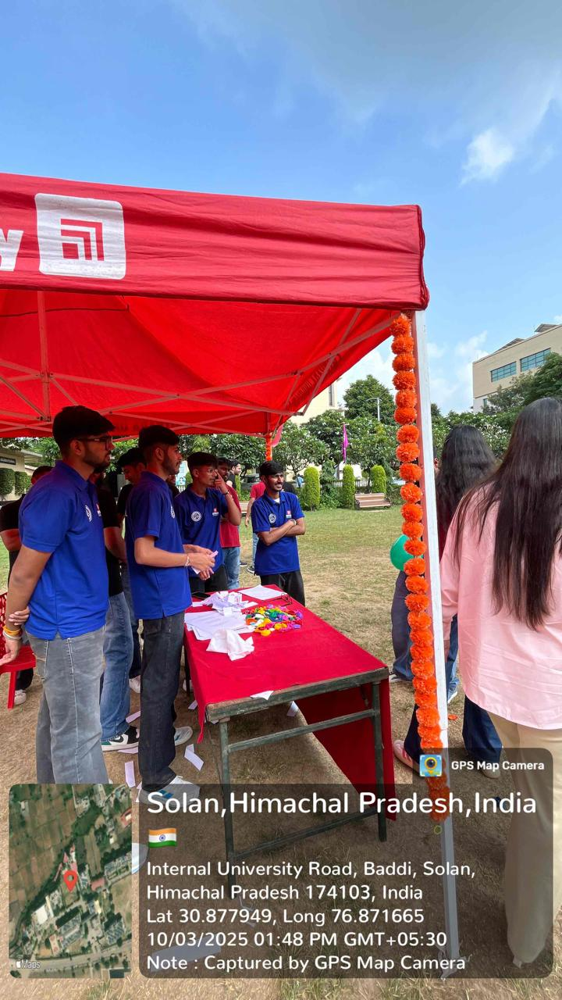 y
GPS Map Camera
Solan,Himachal Pradesh,India
Internal University Road, Baddi, Solan,
Himachal Pradesh 174103, India
Lat 30.877949, Long 76.871665
10/03/2025 01:48 PM GMT+05:30
Note : Captured by GPS Map Camera
Maps